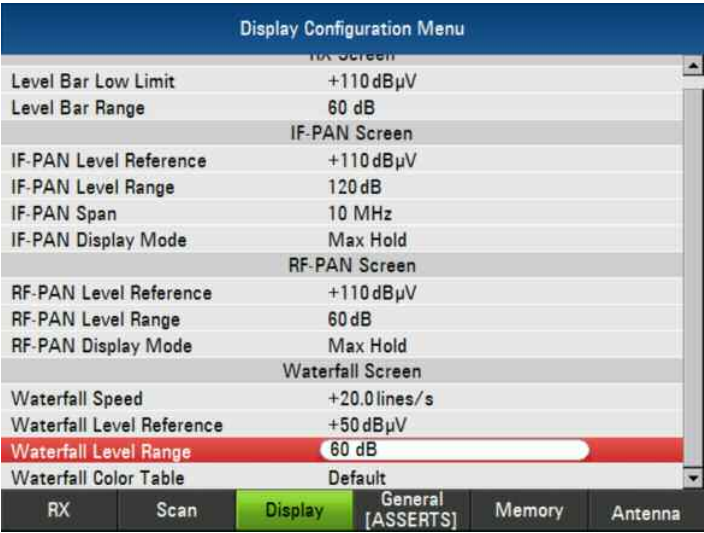 Display Configuration Menu
RX Screen
Level Bar Low Limit +110 dBµV
Level Bar Range 60 dB
IF-PAN Screen
IF-PAN Level Reference +110 dBµV
IF-PAN Level Range 120 dB
IF-PAN Span 10 MHz
IF-PAN Display Mode Max Hold
RF-PAN Screen
RF-PAN Level Reference +110 dBµV
RF-PAN Level Range 60 dB
RF-PAN Display Mode Max Hold
Waterfall Screen
Waterfall Speed +20.0 lines/s
Waterfall Level Reference +50 dBµV
Waterfall Level Range 60 dB
Waterfall Color Table Default
RX Scan Display General [ASSERTS] Memory Antenna